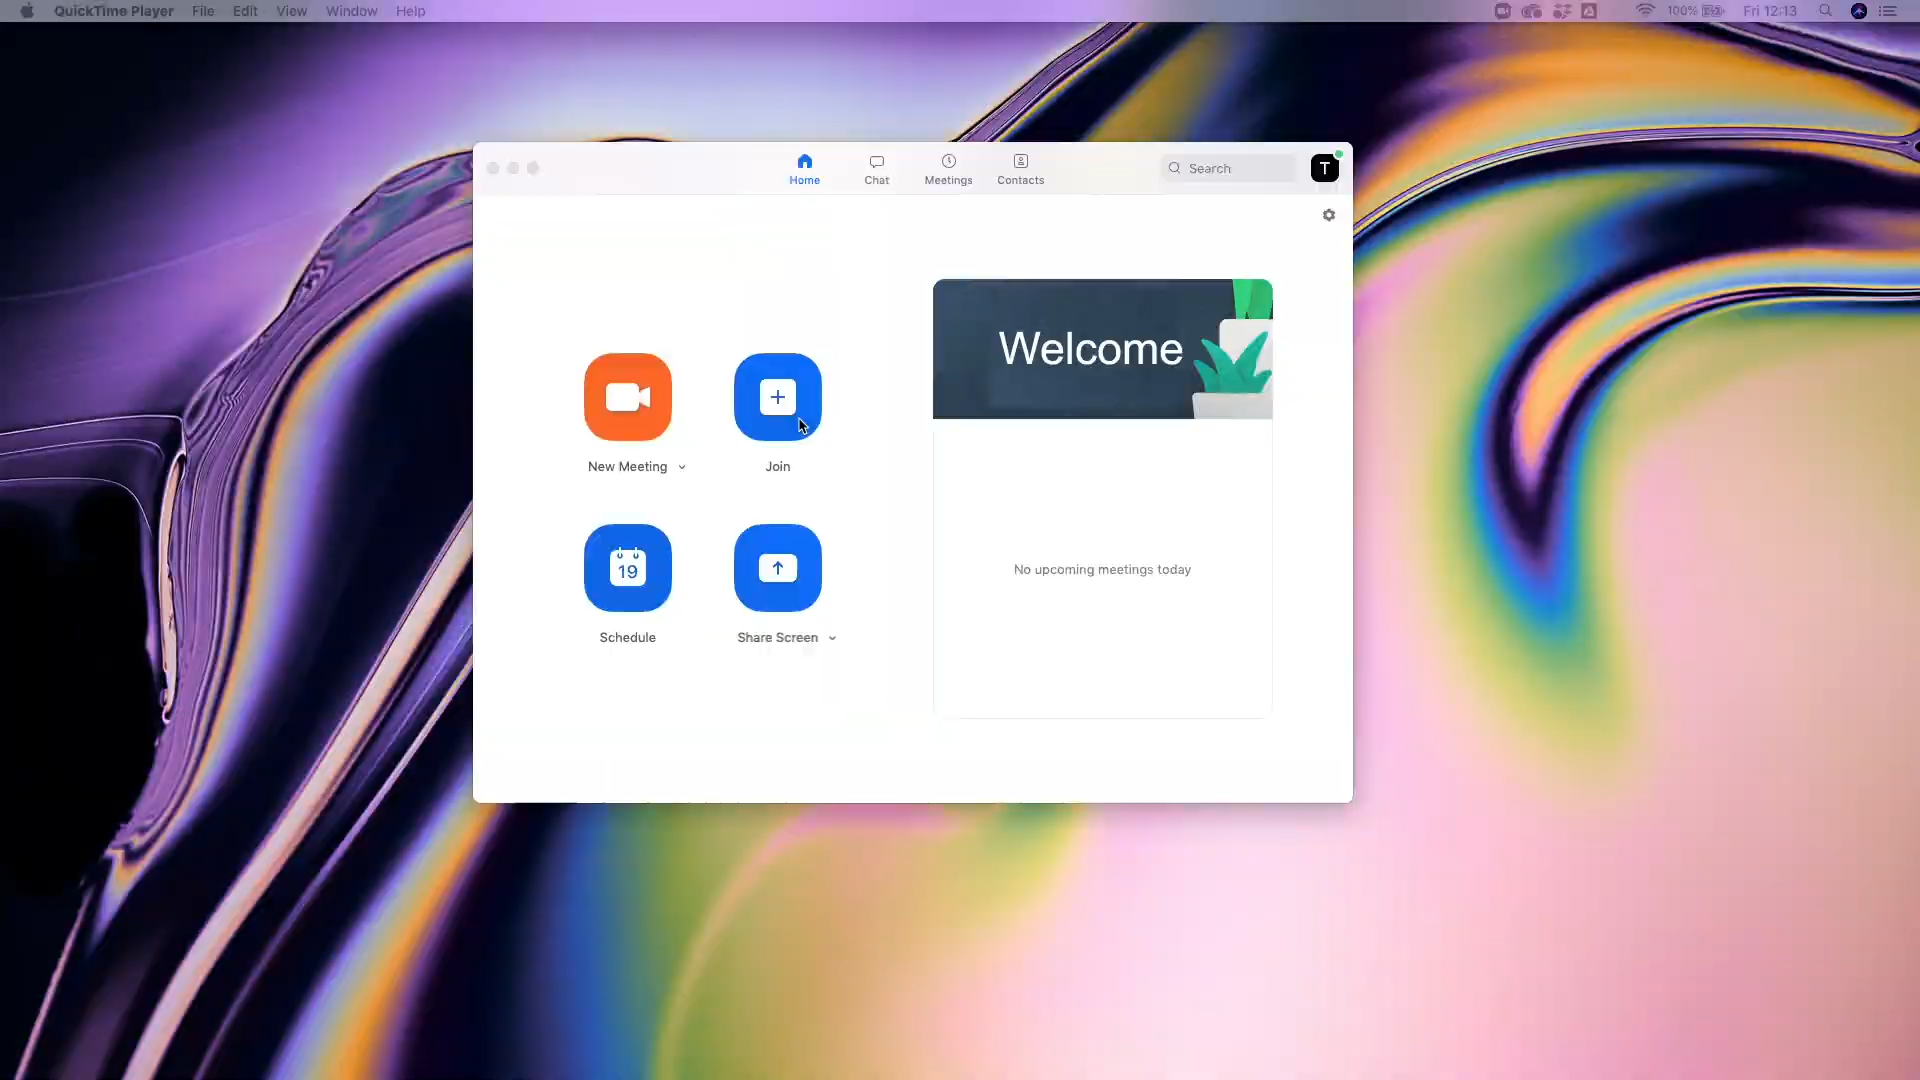 QuickTime Player File Edit View Window Help 100% Fri 12:13
Home Chat Meetings Contacts Search T
Welcome
New Meeting Join
19
No upcoming meetings today
Schedule Share Screen